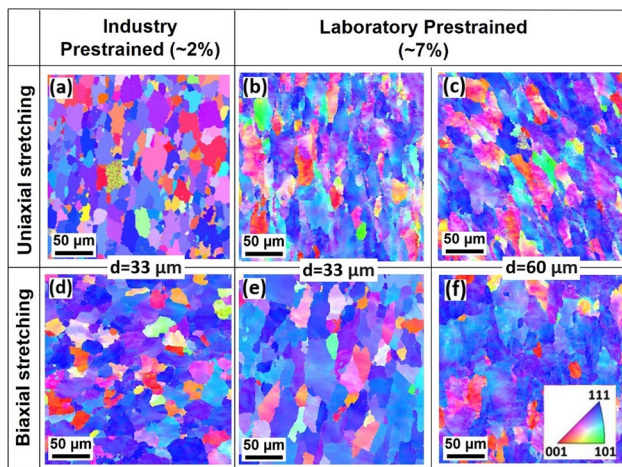 Industry
Prestrained (~2%)
Laboratory Prestrained
(~7%)
Uniaxial stretching
(a)
(b)
(c)
50 μm
50 μm
50 μm
d=33 μm
d=33 μm
d=60 μm
Biaxial stretching
(d)
(e)
(f)
50 μm
50 μm
50 μm
111
001
101